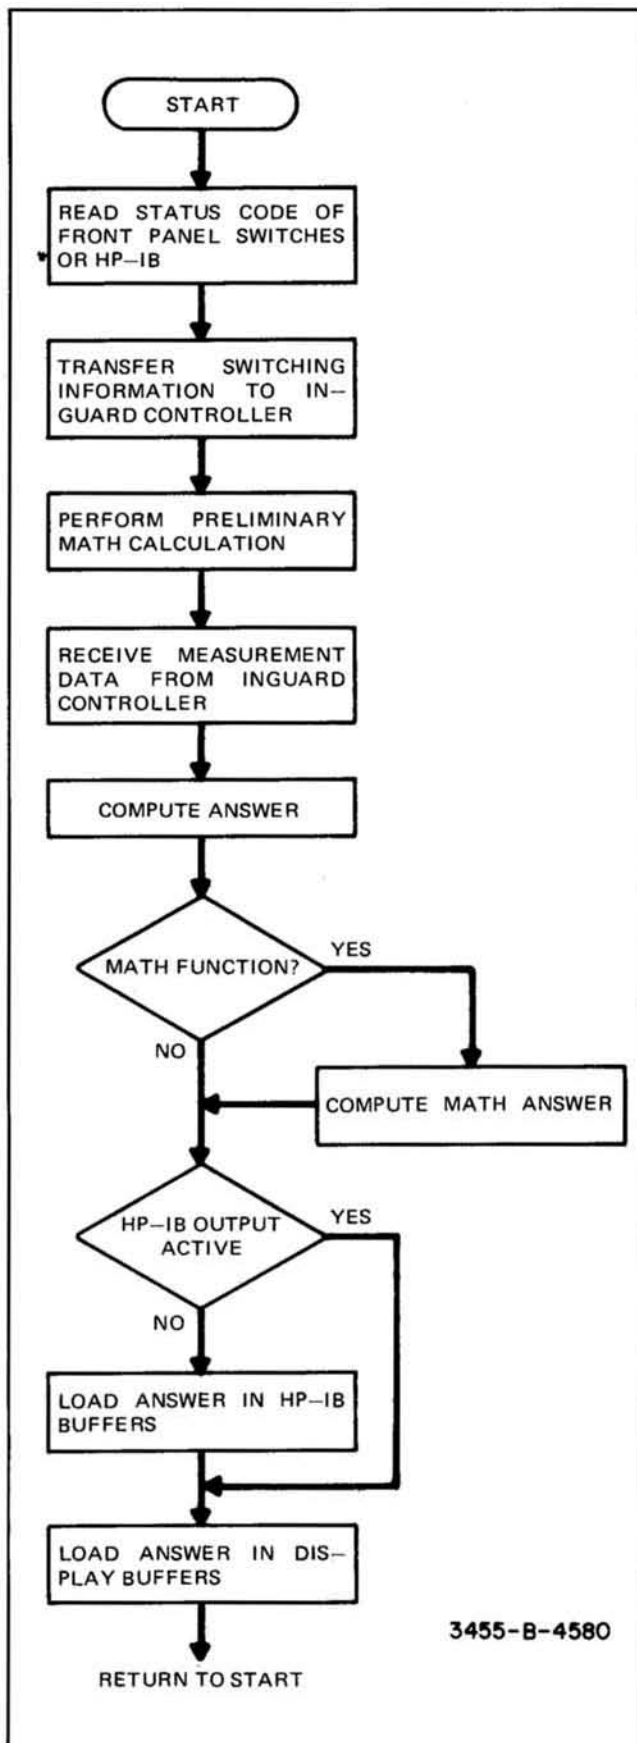 START
READ STATUS CODE OF
FRONT PANEL SWITCHES
OR HP–IB
TRANSFER SWITCHING
INFORMATION TO IN–
GUARD CONTROLLER
PERFORM PRELIMINARY
MATH CALCULATION
RECEIVE MEASUREMENT
DATA FROM INGUARD
CONTROLLER
COMPUTE ANSWER
MATH FUNCTION?
YES
NO
COMPUTE MATH ANSWER
HP–IB OUTPUT
ACTIVE
YES
NO
LOAD ANSWER IN HP–IB
BUFFERS
LOAD ANSWER IN DIS–
PLAY BUFFERS
3455-B-4580
RETURN TO START